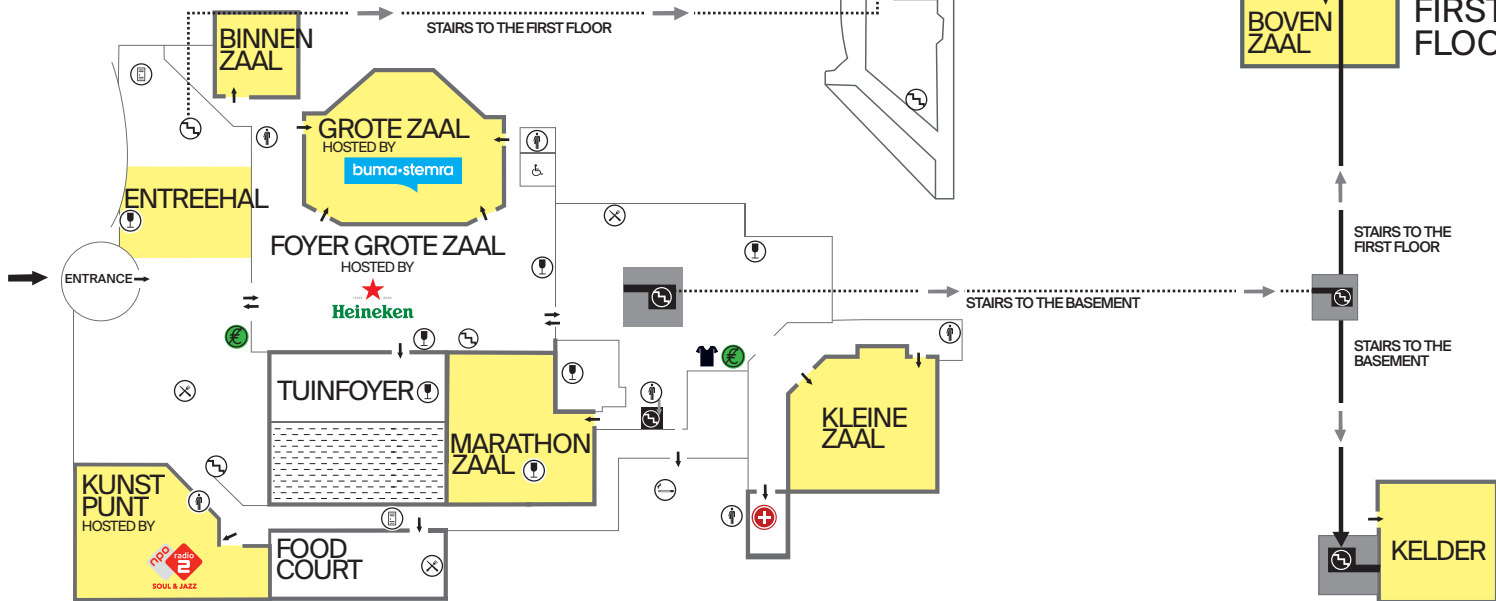 STAIRS TO THE FIRST FLOOR
BINNEN
ZAAL
BOVEN
ZAAL
FIRST
FLOO
GROTE ZAAL
HOSTED BY
buma•stemra
ENTREEHAL
FOYER GROTE ZAAL
HOSTED BY
Heineken
ENTRANCE
STAIRS TO THE
FIRST FLOOR
STAIRS TO THE BASEMENT
STAIRS TO THE
BASEMENT
TUINFOYER
MARATHON
ZAAL
KLEINE
ZAAL
KUNST
PUNT
HOSTED BY
npo
radio
2
SOUL & JAZZ
FOOD
COURT
KELDER